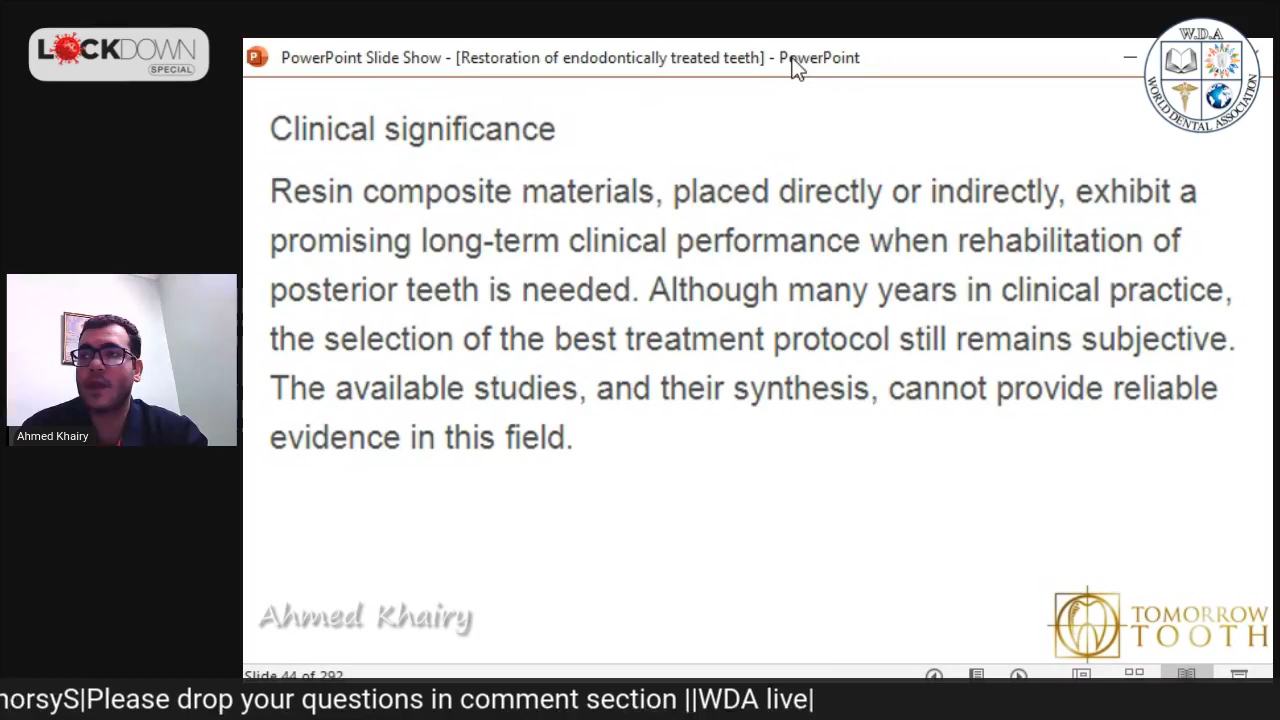 LOCKDOWN
SPECIAL
PowerPoint Slide Show - [Restoration of endodontically treated teeth] - PowerPoint
W.D.A
WORLD DENTAL ASSOCIATION
Clinical significance
Resin composite materials, placed directly or indirectly, exhibit a
promising long-term clinical performance when rehabilitation of
posterior teeth is needed. Although many years in clinical practice,
the selection of the best treatment protocol still remains subjective.
The available studies, and their synthesis, cannot provide reliable
evidence in this field.
Ahmed Khairy
Ahmed Khairy
TOMORROW
TOOTH
Slide 44 of 292
horsyS|Please drop your questions in comment section ||WDA live|